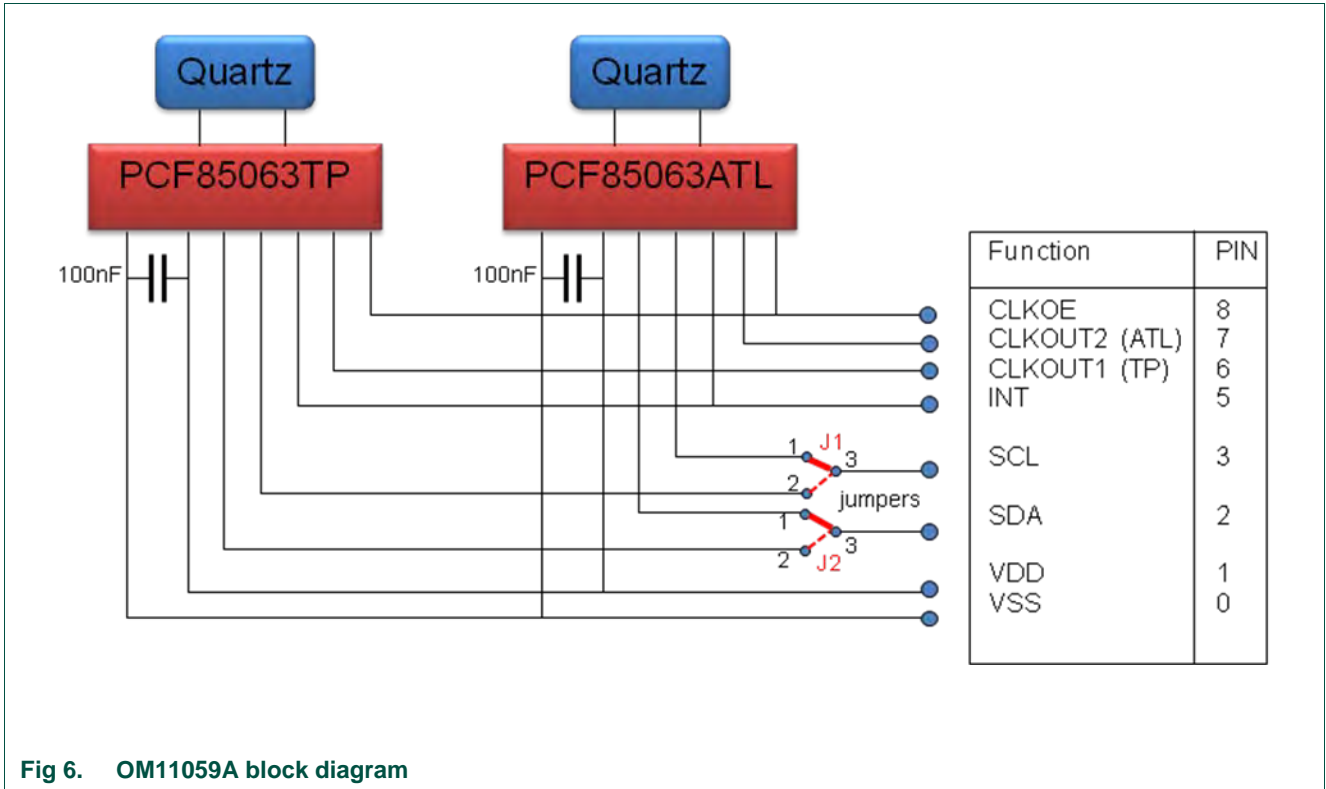 Quartz
Quartz
PCF85063TP
PCF85063ATL
100nF
100nF
Function PIN
CLKOE 8
CLKOUT2 (ATL) 7
CLKOUT1 (TP) 6
INT 5
1 J1 3
SCL 3
2
jumpers
1
SDA 2
2 J2 3
VDD 1
VSS 0
Fig 6. OM11059A block diagram